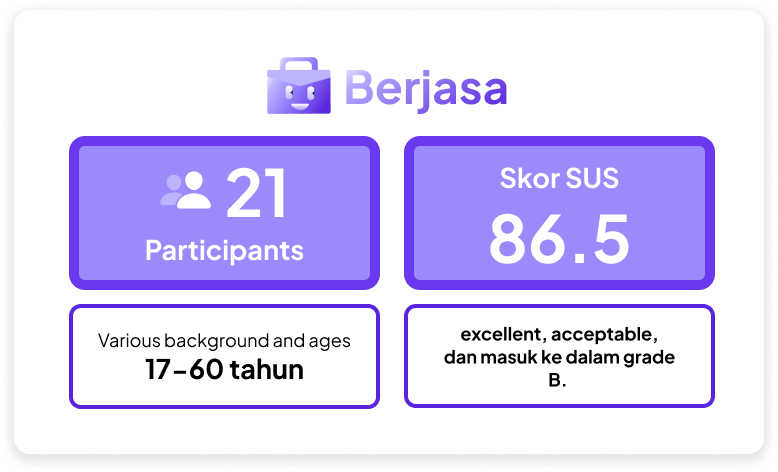 Berjasa
21
Participants
Skor SUS
86.5
Various background and ages
17–60 tahun
excellent, acceptable,
dan masuk ke dalam grade
B.